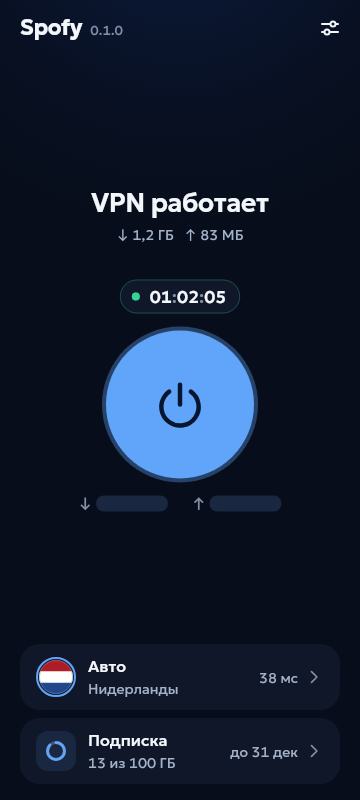 Spofy 0.1.0
VPN работает
↓ 1,2 ГБ ↑ 83 МБ
01:02:05
↓ ↑
Авто
Нидерланды
38 мс
Подписка
13 из 100 ГБ
до 31 дек